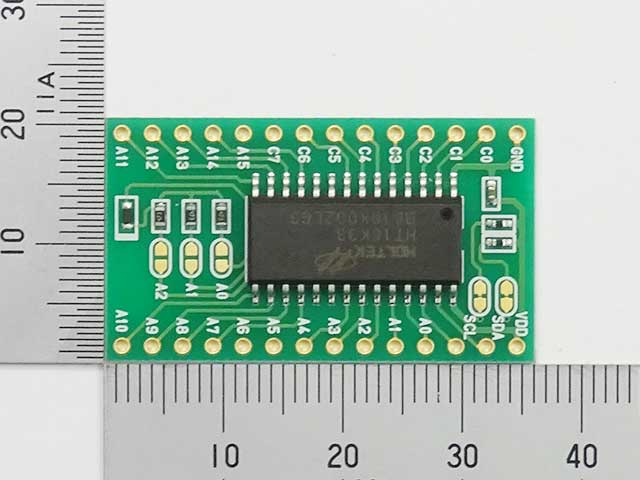 30
11A
20
10
A11 A12 A13 A14 A15 C7 C6 C5 C4 C3 C2 C1 C0 GND
HOLTEK
HT16K33
A2 A1 A0
SCL SDA VDD
A10 A9 A8 A7 A6 A5 A4 A3 A2 A1 A0
10 20 30 40